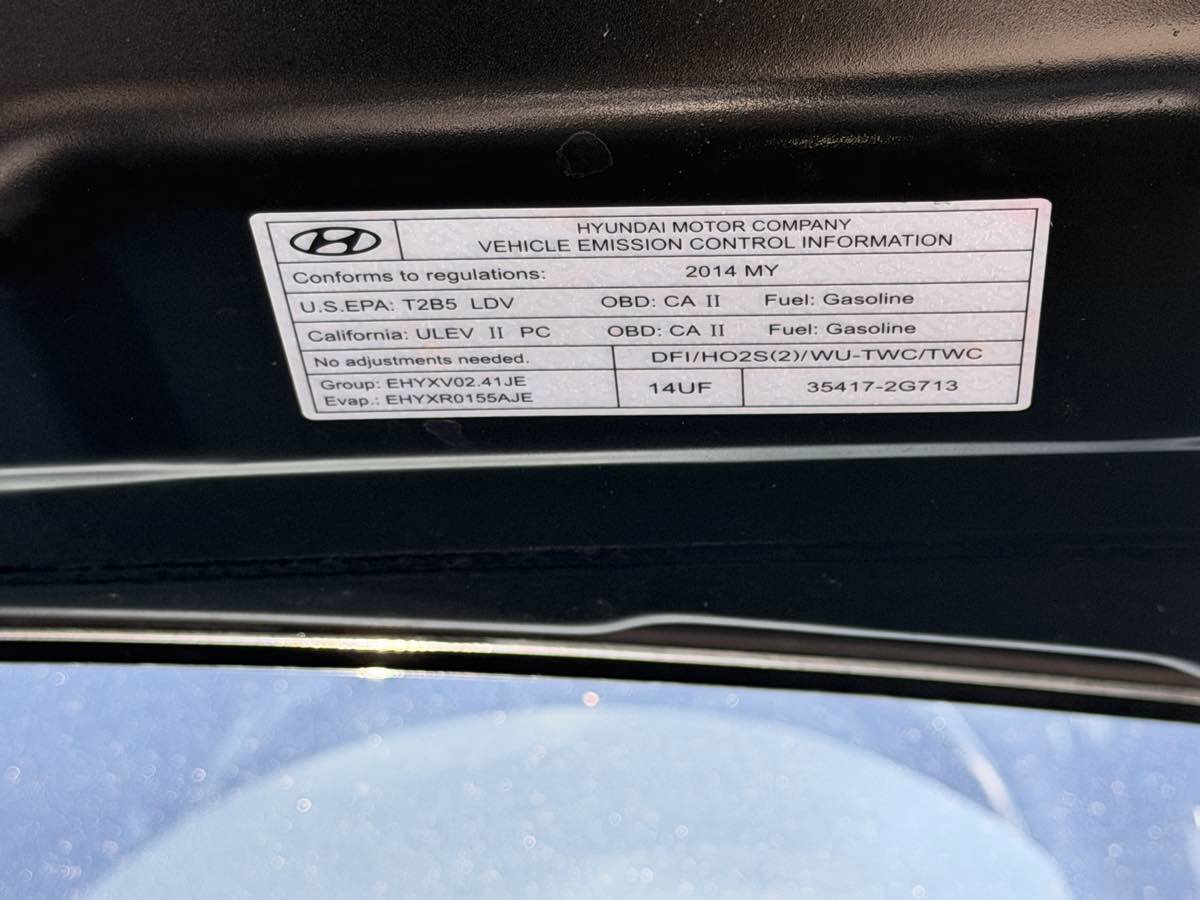 HYUNDAI MOTOR COMPANY
VEHICLE EMISSION CONTROL INFORMATION
Conforms to regulations: 2014 MY
U.S.EPA: T2B5 LDV OBD: CA II Fuel: Gasoline
California: ULEV II PC OBD: CA II Fuel: Gasoline
No adjustments needed. DFI/HO2S(2)/WU-TWC/TWC
Group: EHYXV02.41JE
Evap.: EHYXR0155AJE
14UF 35417-2G713